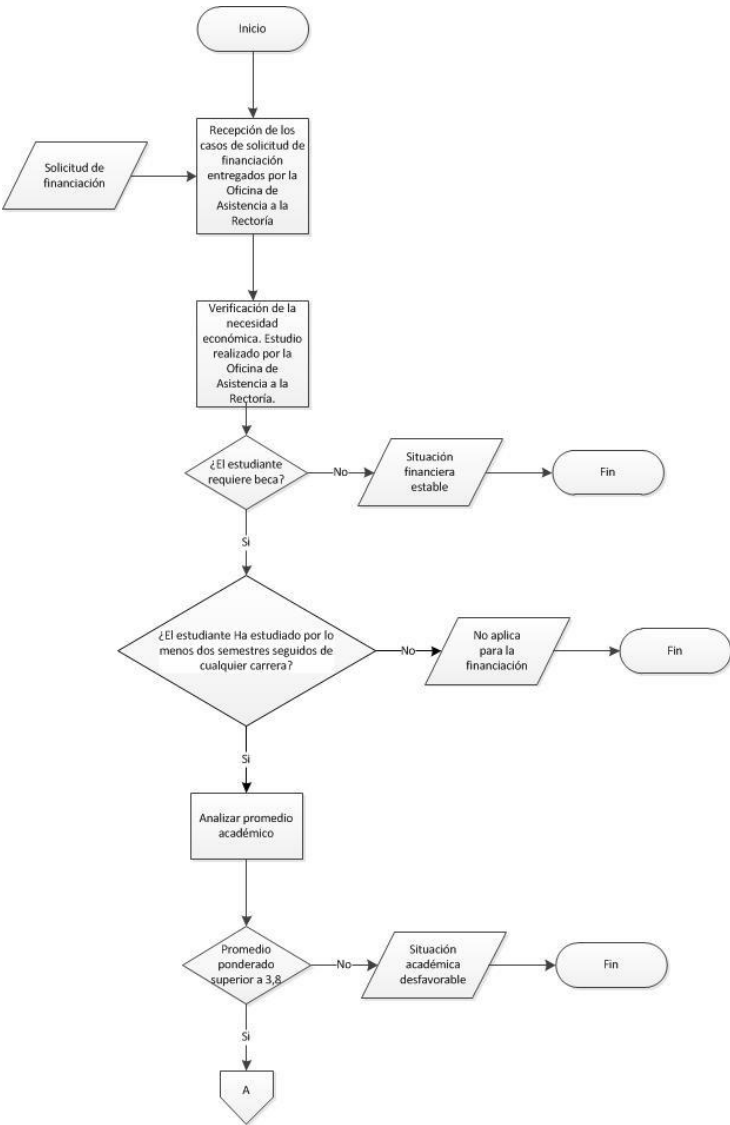 Inicio
Recepción de los
casos de solicitud de
financiación
entregados por la
Oficina de
Asistencia a la
Rectoría
Solicitud de
financiación
Verificación de la
necesidad
económica. Estudio
realizado por la
Oficina de
Asistencia a la
Rectoría.
¿El estudiante
requiere beca?
No
Situación
financiera
estable
Fin
Si
¿El estudiante Ha estudiado por lo
menos dos semestres seguidos de
cualquier carrera?
No
No aplica
para la
financiación
Fin
Si
Analizar promedio
académico
Promedio
ponderado
superior a 3,8
No
Situación
académica
desfavorable
Fin
Si
A